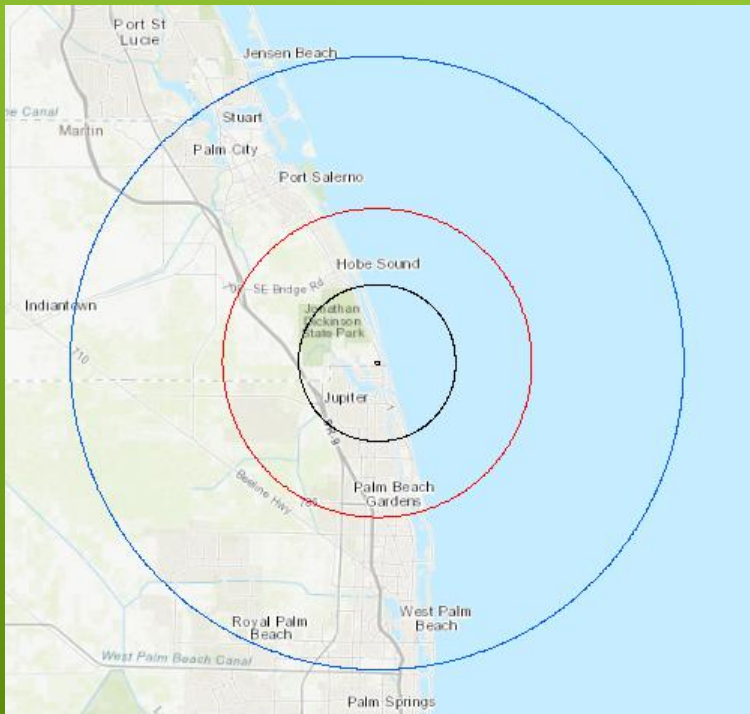 Port St
Lucie
Jensen Beach
Canal
Stuart
Martin
Palm City
Port Salerno
Hobe Sound
SE Bridge Rd
Indiantown
Jonathan
Dickinson
State Park
710
Jupiter
Palm Beach
Gardens
Beeline Hwy
Royal Palm
Beach
West Palm
Beach
West Palm Beach Canal
Palm Springs